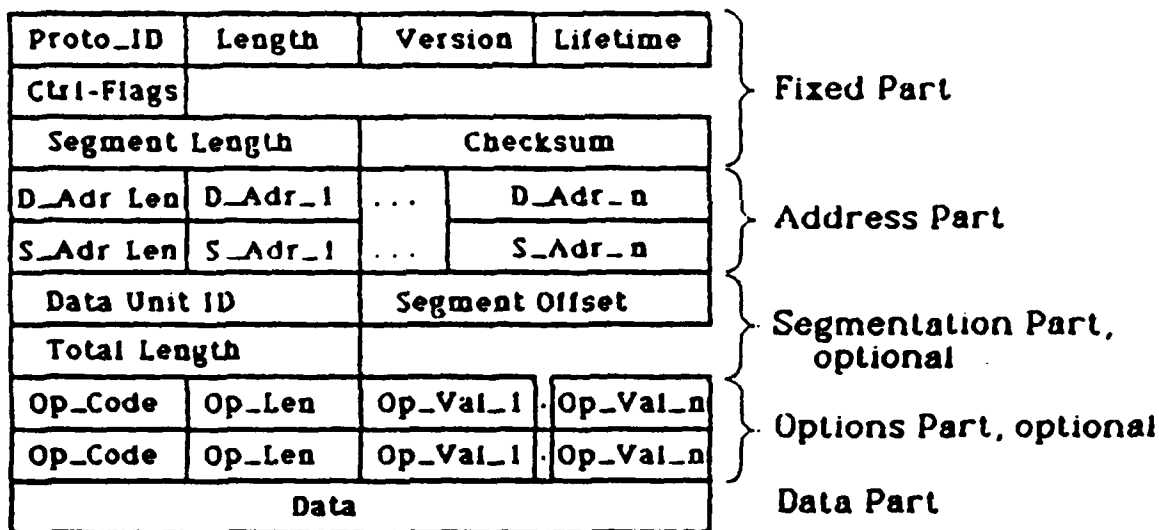 Proto_ID Length Version Lifetime
Ctrl-Flags
Fixed Part
Segment Length Checksum
D_Adr Len D_Adr_1 ... D_Adr_n
Address Part
S_Adr Len S_Adr_1 ... S_Adr_n
Data Unit ID Segment Offset
Segmentation Part,
optional
Total Length
Op_Code Op_Len Op_Val_1 . Op_Val_n
Options Part, optional
Op_Code Op_Len Op_Val_1 . Op_Val_n
Data
Data Part